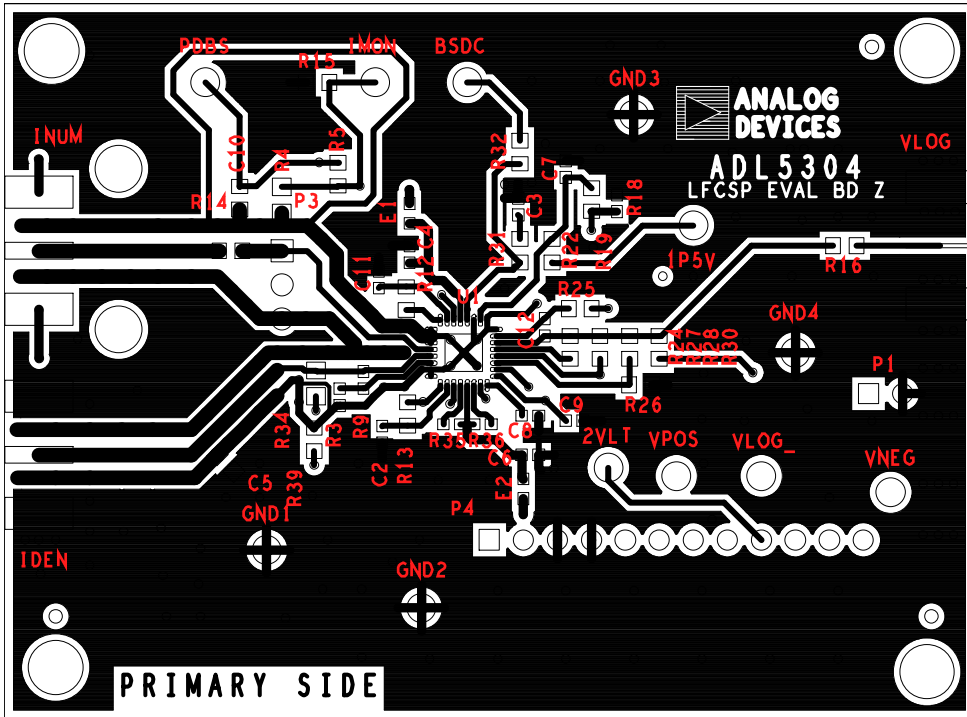 PDBS
R15
IMON
BSDC
GND3
ANALOG
DEVICES
INUM
C10
R4
R5
R32
C7
VLOG
ADL5304
LFCSP EVAL BD Z
R14
P3
E1
C4
C3
R18
C11
R12
R31
R22
R19
1P5V
R16
U1
R25
C12
GND4
R24
R27
R28
R30
P1
R26
C9
R34
R3
R9
C2
R13
R35
R36
C8
C6
2VLT
VPOS
VLOG_
VNEG
C5
R39
E2
P4
GND1
IDEN
GND2
PRIMARY SIDE